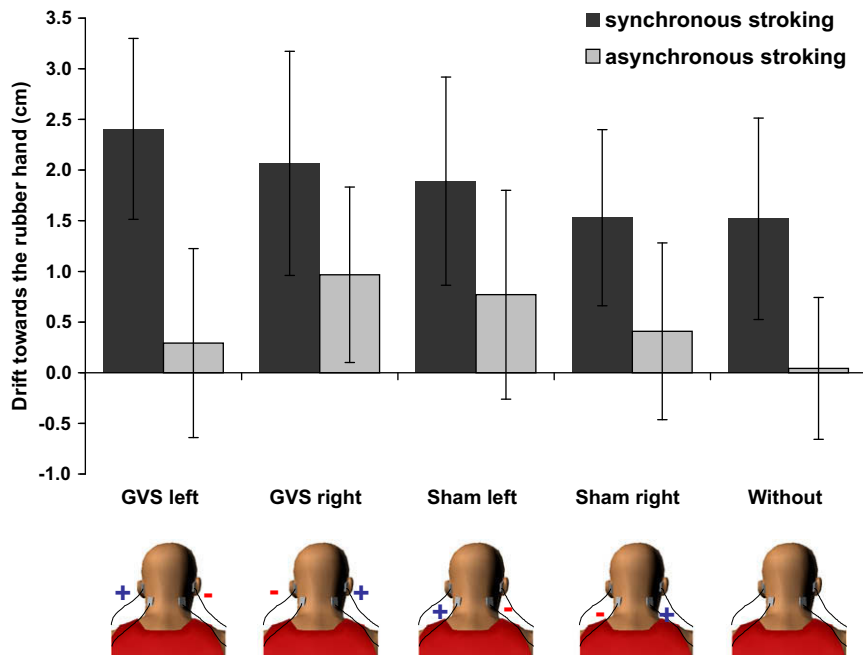 synchronous stroking
asynchronous stroking
Drift towards the rubber hand (cm)
3.5
3.0
2.5
2.0
1.5
1.0
0.5
0.0
-0.5
-1.0
GVS left GVS right Sham left Sham right Without
+ - - + + - - +